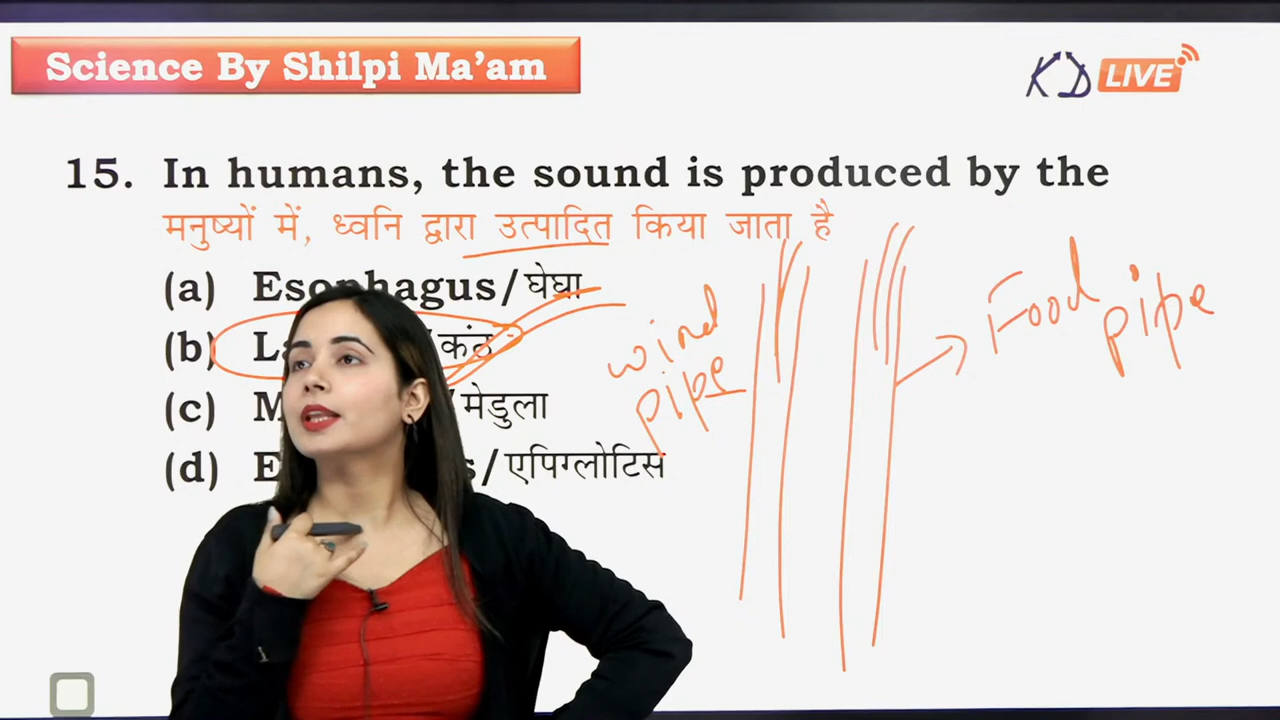 Science By Shilpi Ma'am
KD LIVE
15. In humans, the sound is produced by the
मनुष्यों में, ध्वनि द्वारा उत्पादित किया जाता है
(a) Esophagus/घेघा
(b) /कंठ
(c) /मेडुला
(d) /एपिग्लोटिस
wind
pipe
Food
pipe